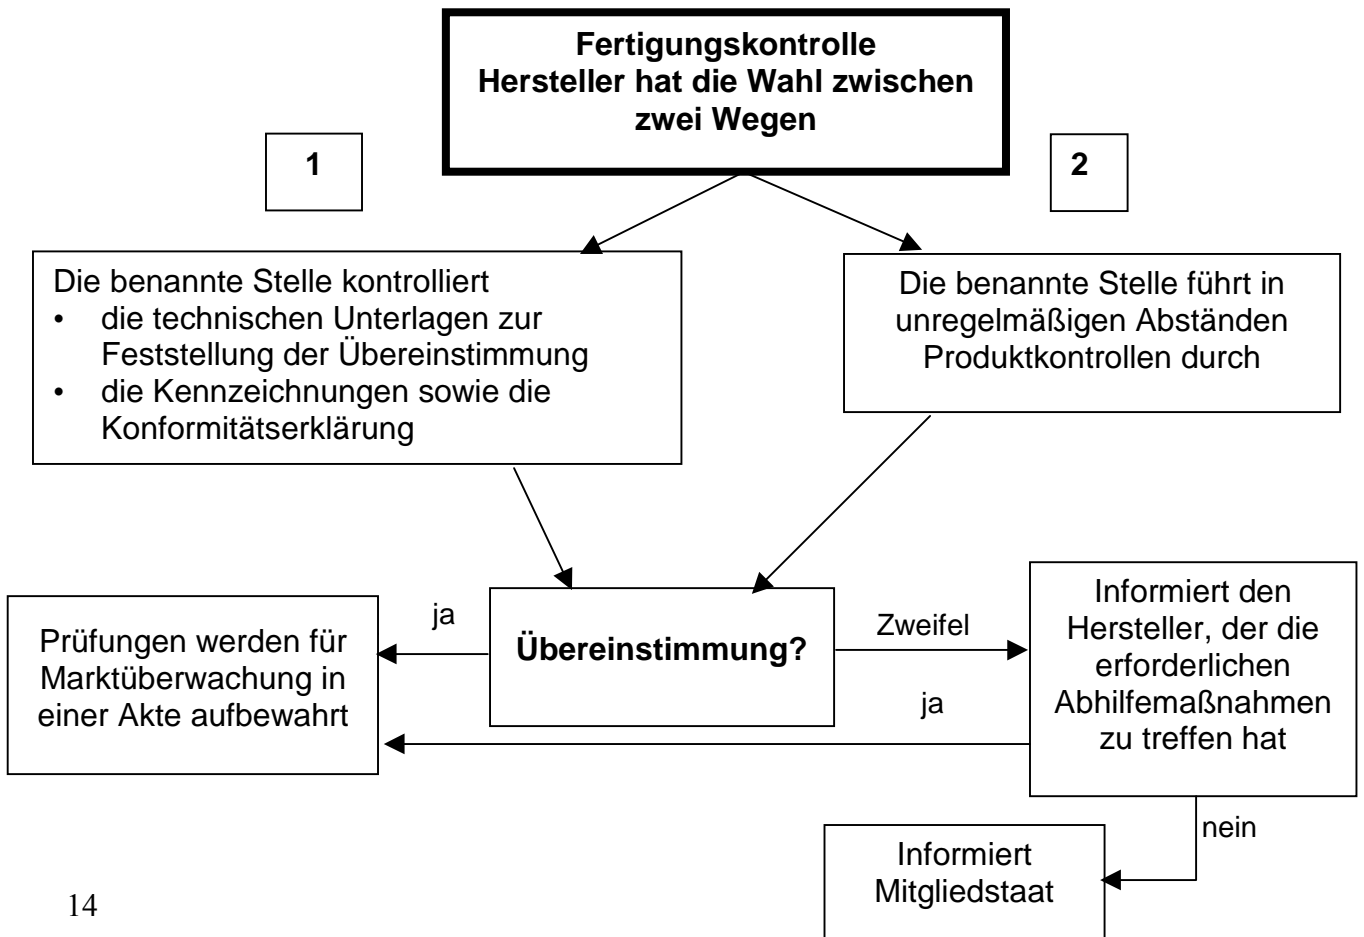 Fertigungskontrolle
Hersteller hat die Wahl zwischen
zwei Wegen
1
2
Die benannte Stelle kontrolliert
• die technischen Unterlagen zur
Feststellung der Übereinstimmung
• die Kennzeichnungen sowie die
Konformitätserklärung
Die benannte Stelle führt in
unregelmäßigen Abständen
Produktkontrollen durch
Prüfungen werden für
Marktüberwachung in
einer Akte aufbewahrt
ja
Übereinstimmung?
Zweifel
ja
Informiert den
Hersteller, der die
erforderlichen
Abhilfemaßnahmen
zu treffen hat
nein
Informiert
Mitgliedstaat
14